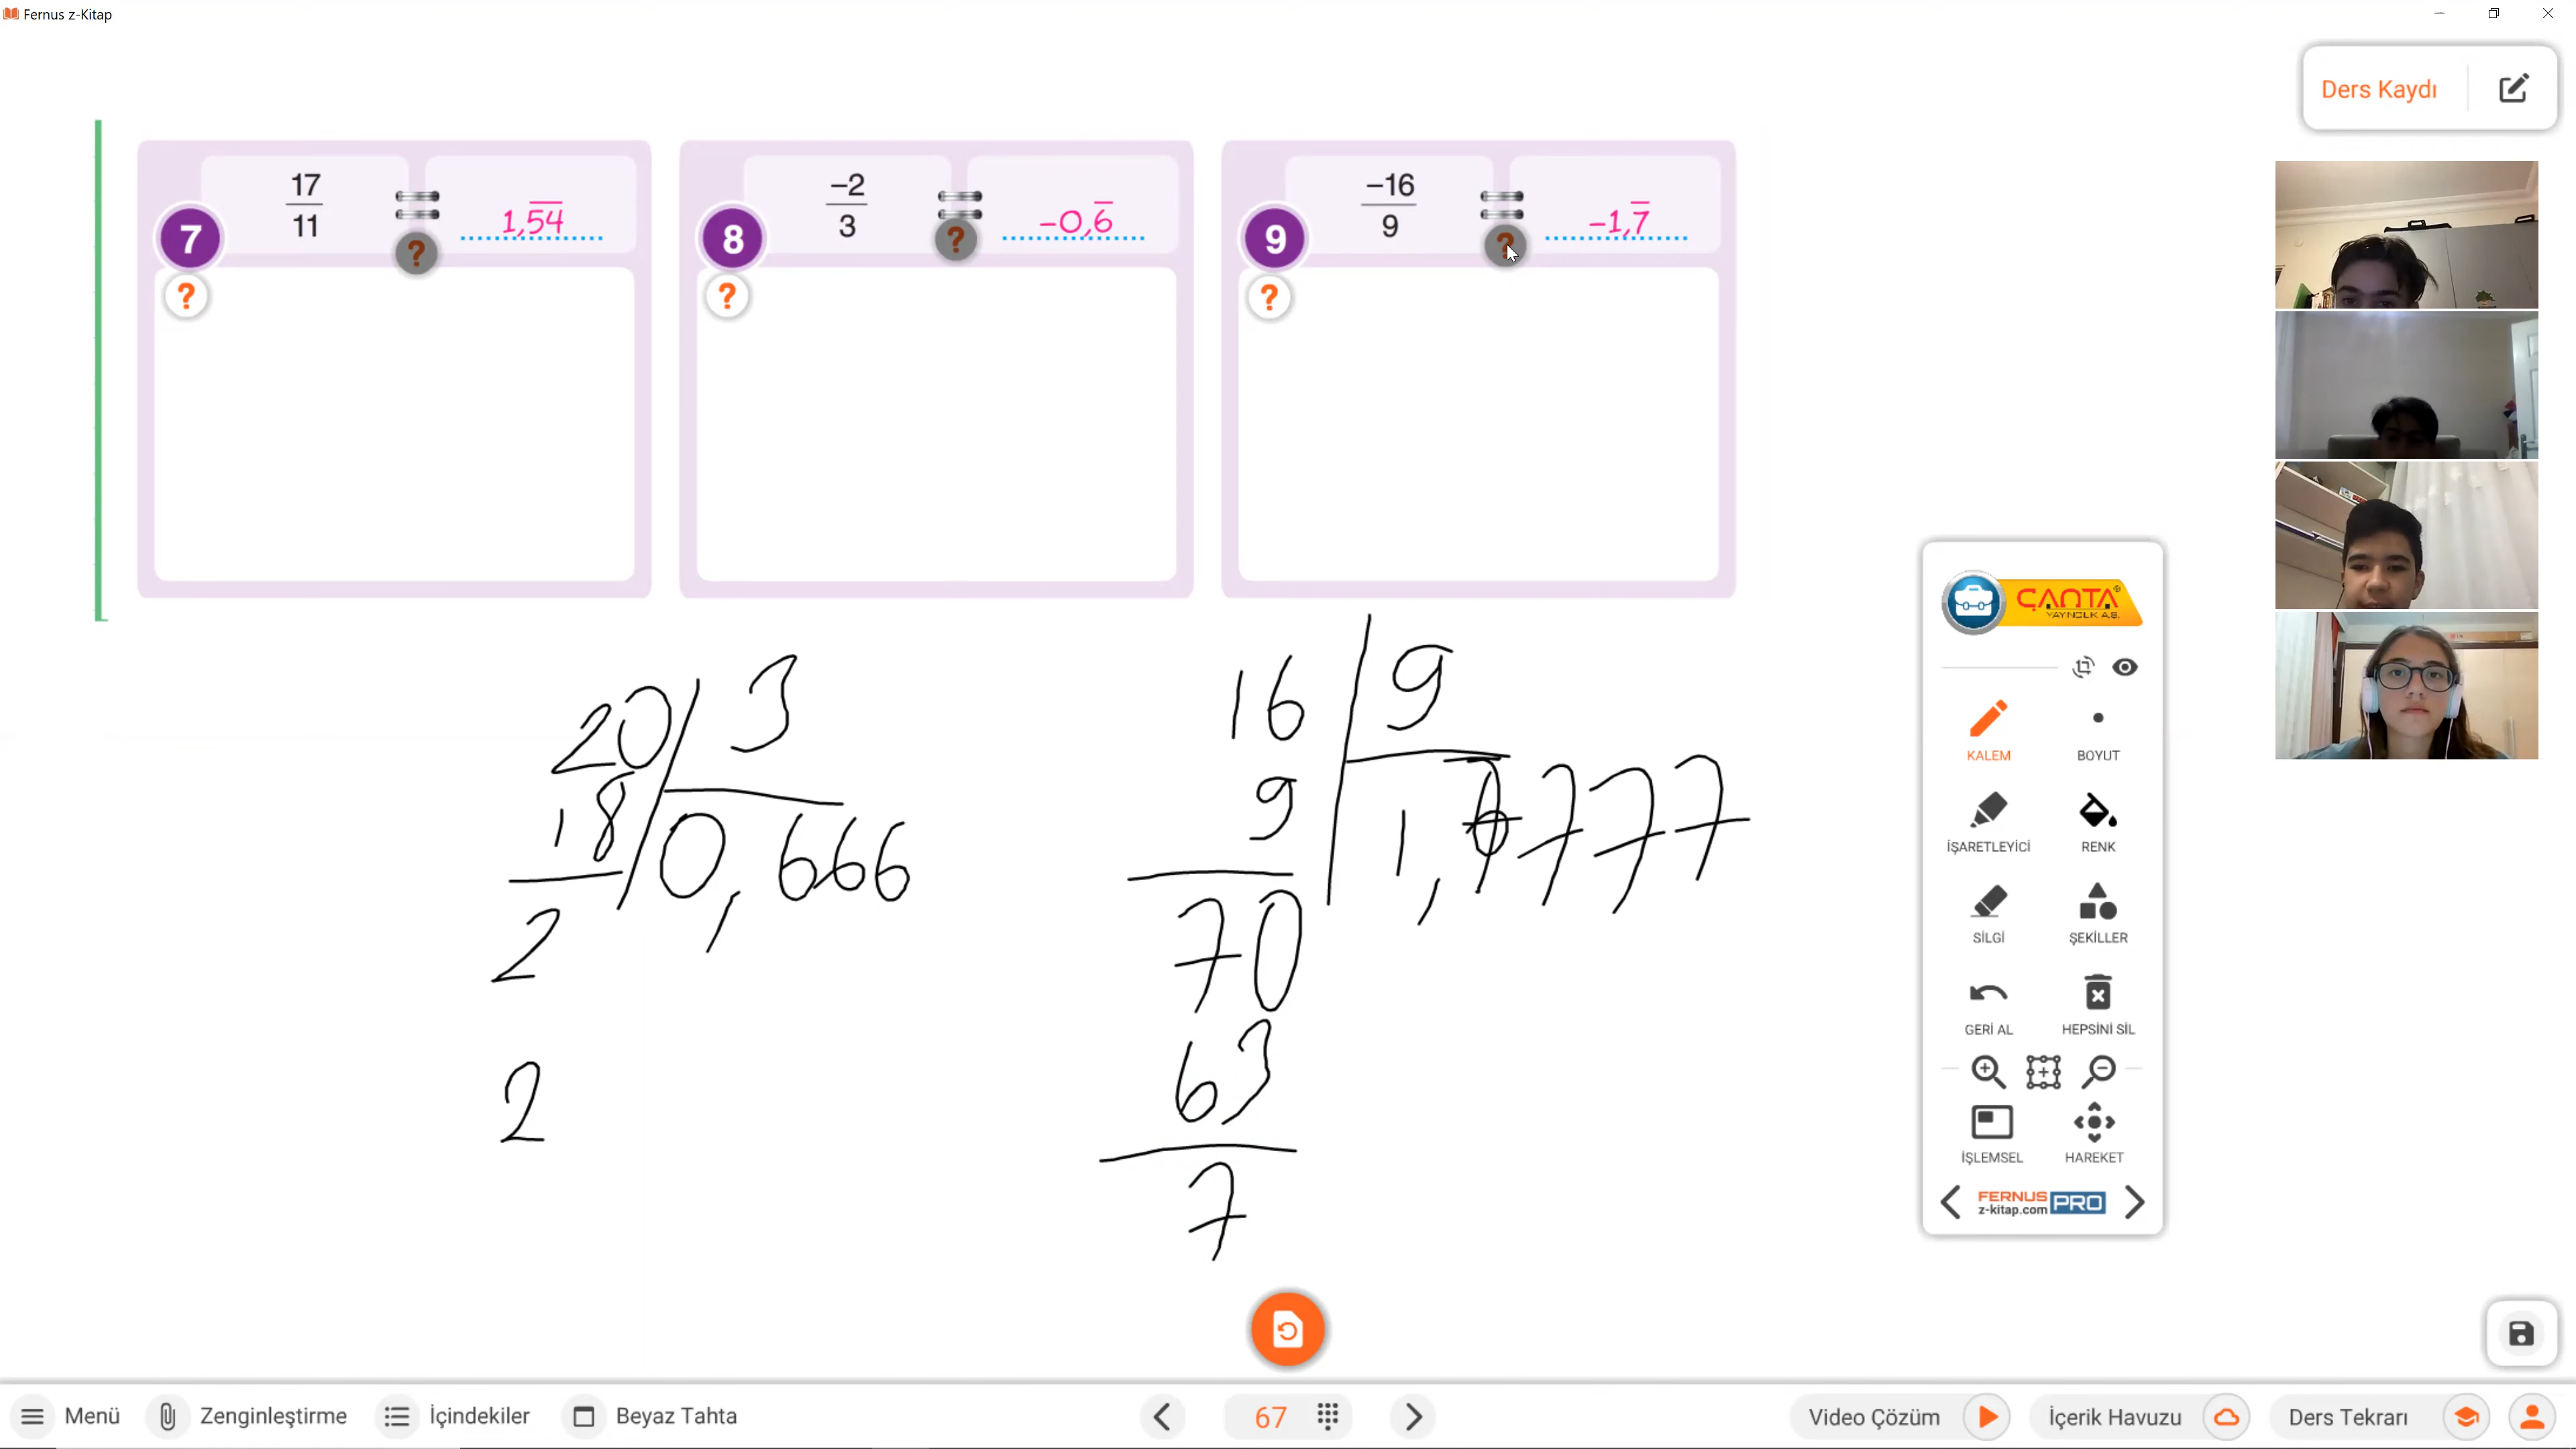 Fernus z-Kitap
Ders Kaydı
17
11
1,5̅4̅
7
?
?
-2
3
-0,6̅
8
?
?
-16
9
-1,7̅
9
?
?
20 3
18 0,666
2
2
16 9
9 1,7777
70
63
7
ÇANTA
YAYINCILIK A.Ş.
KALEM BOYUT
İŞARETLEYİCİ RENK
SİLGİ ŞEKİLLER
GERİ AL HEPSİNİ SİL
İŞLEMSEL HAREKET
FERNUS PRO
z-kitap.com
Menü Zenginleştirme İçindekiler Beyaz Tahta 67 Video Çözüm İçerik Havuzu Ders Tekrarı